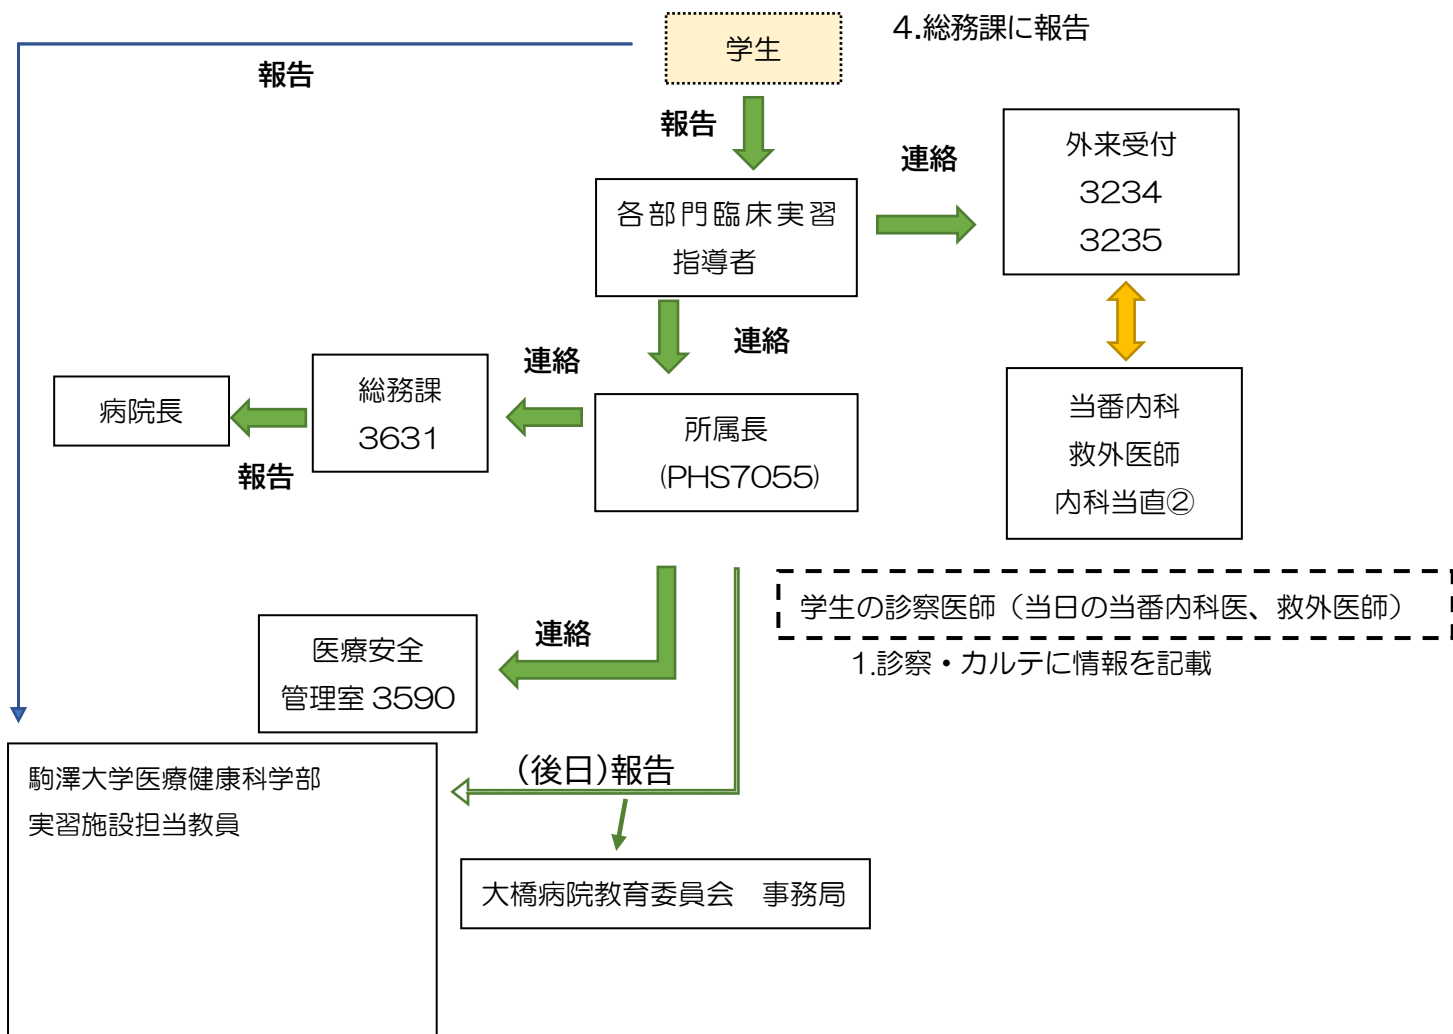 4.総務課に報告
学生
報告
報告
外来受付
3234
3235
連絡
各部門臨床実習
指導者
連絡
連絡
総務課
3631
病院長
報告
所属長
(PHS7055)
当番内科
救外医師
内科当直②
学生の診察医師（当日の当番内科医、救外医師）
1.診察・カルテに情報を記載
連絡
医療安全
管理室 3590
(後日)報告
駒澤大学医療健康科学部
実習施設担当教員
大橋病院教育委員会　事務局